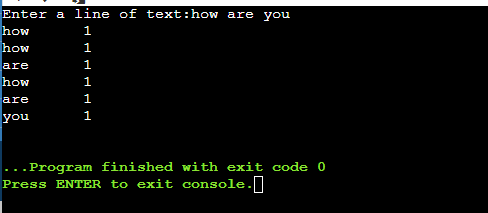 Enter a line of text:how are you
how 1
how 1
are 1
how 1
are 1
you 1
...Program finished with exit code 0
Press ENTER to exit console.